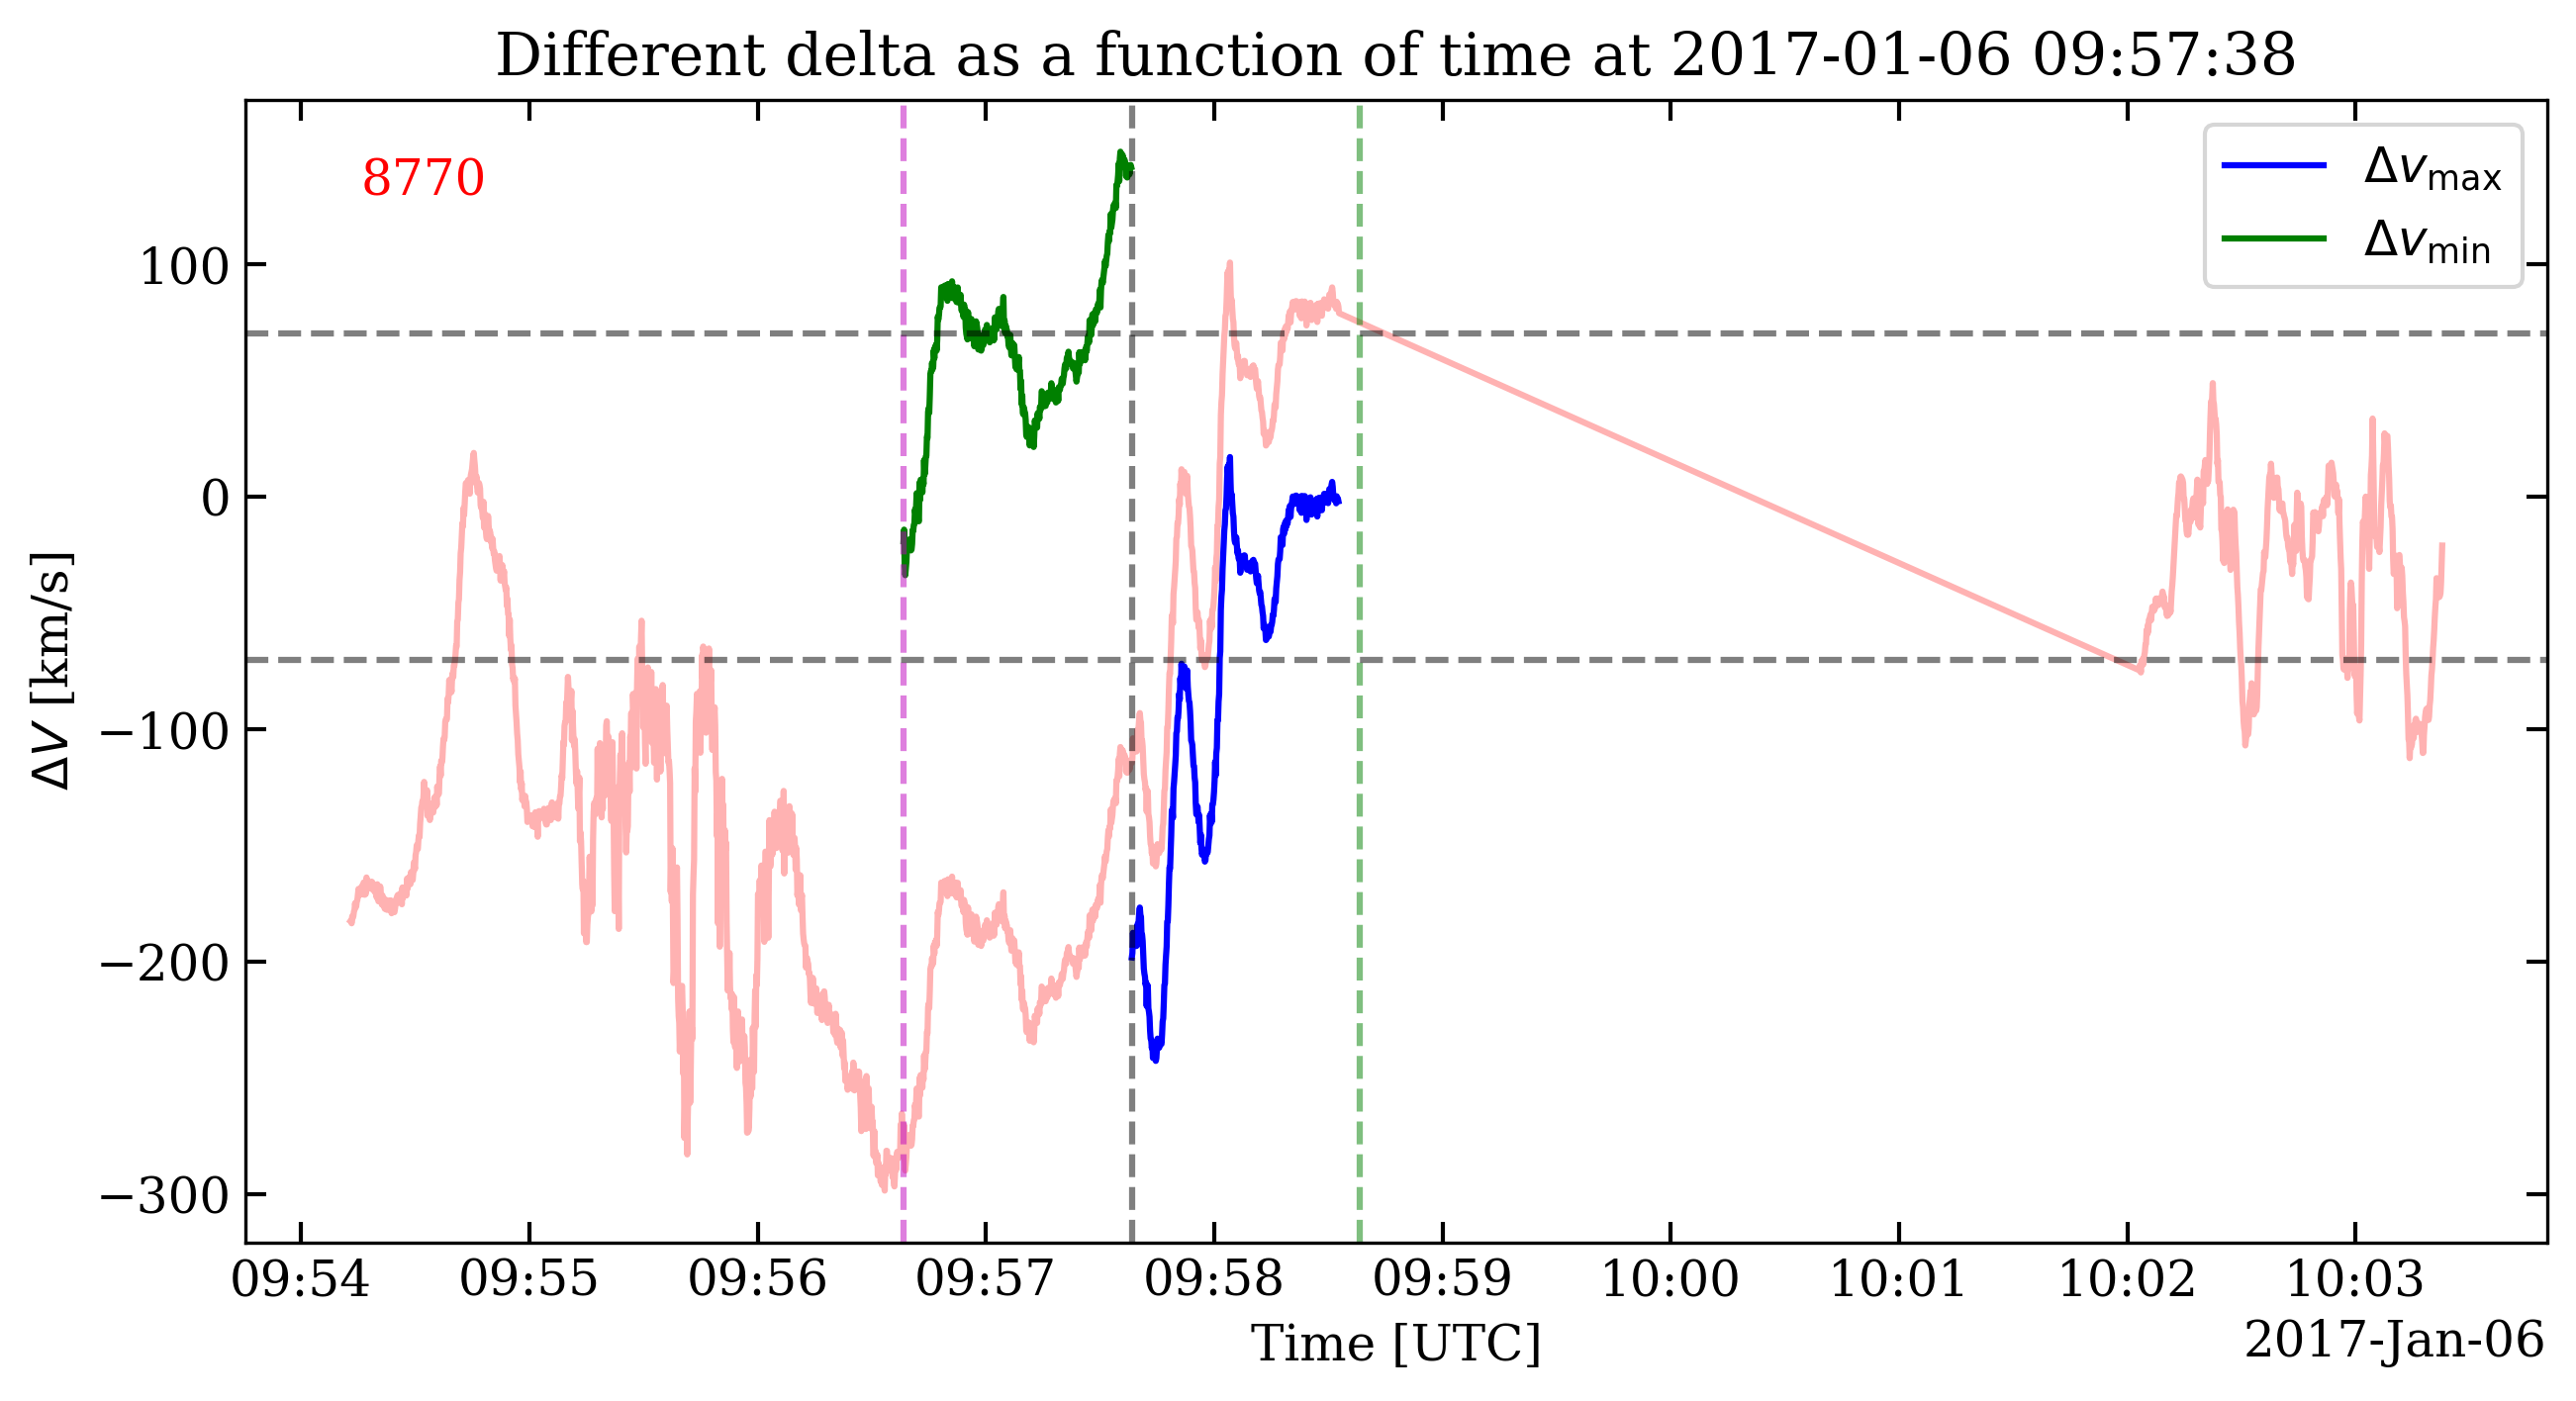 Different delta as a function of time at 2017-01-06 09:57:38
8770
Δv_max
Δv_min
ΔV [km/s]
100
0
−100
−200
−300
09:54 09:55 09:56 09:57 09:58 09:59 10:00 10:01 10:02 10:03
Time [UTC]
2017-Jan-06